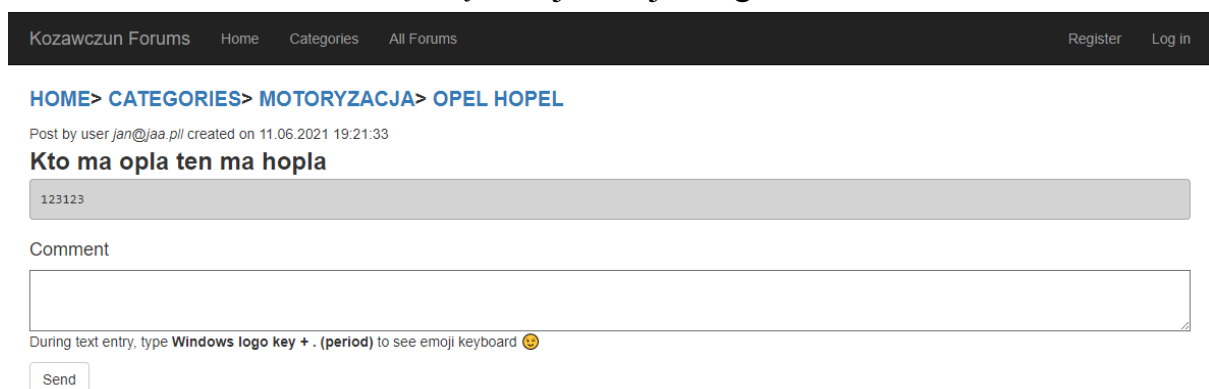 Kozawczun Forums Home Categories All Forums Register Log in
HOME> CATEGORIES> MOTORYZACJA> OPEL HOPEL
Post by user jan@jaa.pll created on 11.06.2021 19:21:33
Kto ma opla ten ma hopla
123123
Comment
During text entry, type Windows logo key + . (period) to see emoji keyboard 😉
Send